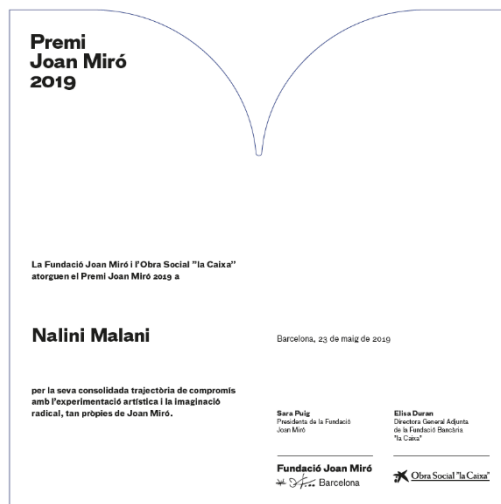 Premi
Joan Miró
2019
La Fundació Joan Miró i l'Obra Social "la Caixa"
atorguen el Premi Joan Miró 2019 a
Nalini Malani
Barcelona, 23 de maig de 2019
per la seva consolidada trajectòria de compromís
amb l'experimentació artística i la imaginació
radical, tan pròpies de Joan Miró.
Sara Puig
Presidenta de la Fundació
Joan Miró
Elisa Duran
Directora General Adjunta
de la Fundació Bancària
"la Caixa"
Fundació Joan Miró
Barcelona
Obra Social "la Caixa"